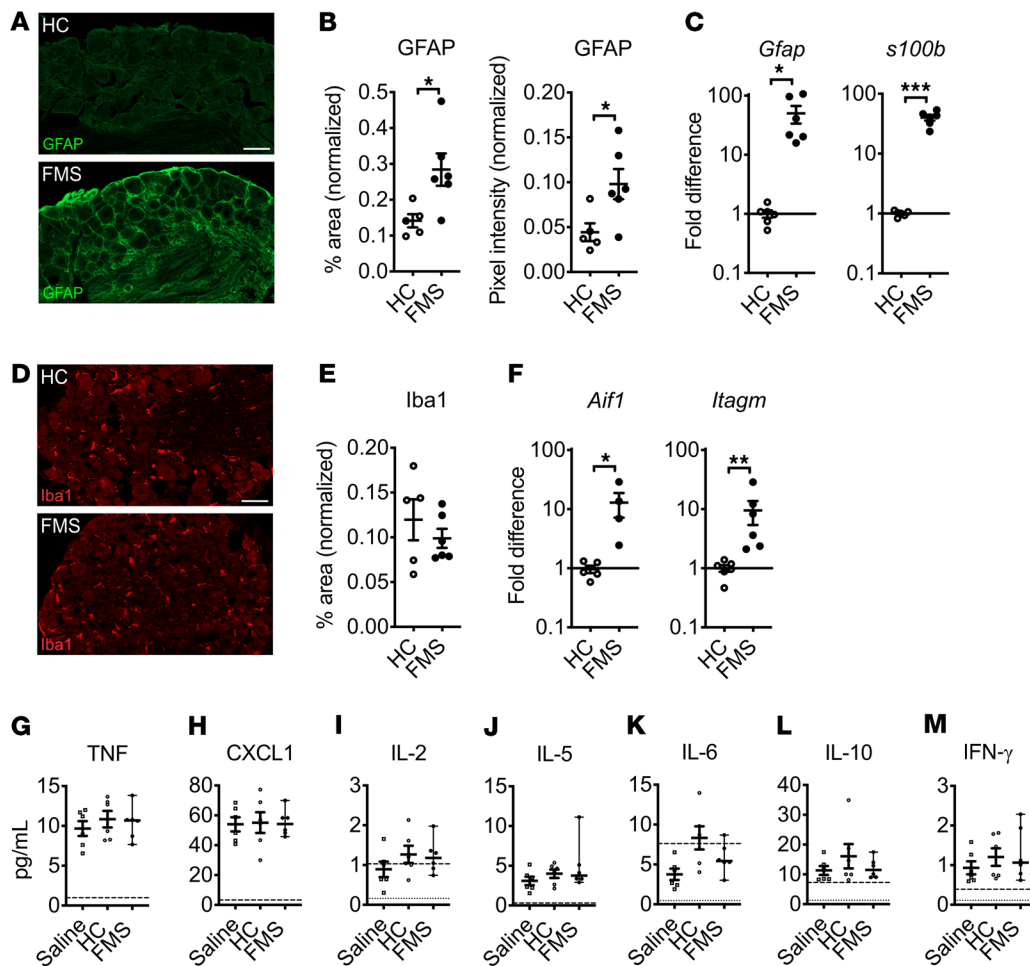 A
HC
GFAP
FMS
GFAP
B
GFAP
% area (normalized)
0.5
0.4
0.3
0.2
0.1
0.0
*
HC
FMS
GFAP
Pixel intensity (normalized)
0.20
0.15
0.10
0.05
0.00
*
HC
FMS
C
Gfap
Fold difference
100
10
1
0.1
*
HC
FMS
s100b
100
10
1
0.1
***
HC
FMS
D
HC
Iba1
FMS
Iba1
E
Iba1
% area (normalized)
0.20
0.15
0.10
0.05
0.00
HC
FMS
F
Aif1
Fold difference
100
10
1
0.1
*
HC
FMS
Itagm
100
10
1
0.1
**
HC
FMS
G
TNF
pg/mL
15
10
5
0
Saline
HC
FMS
H
CXCL1
80
60
40
20
0
Saline
HC
FMS
I
IL-2
3
2
1
0
Saline
HC
FMS
J
IL-5
15
10
5
0
Saline
HC
FMS
K
IL-6
15
10
5
0
Saline
HC
FMS
L
IL-10
40
30
20
10
0
Saline
HC
FMS
M
IFN-γ
3
2
1
0
Saline
HC
FMS